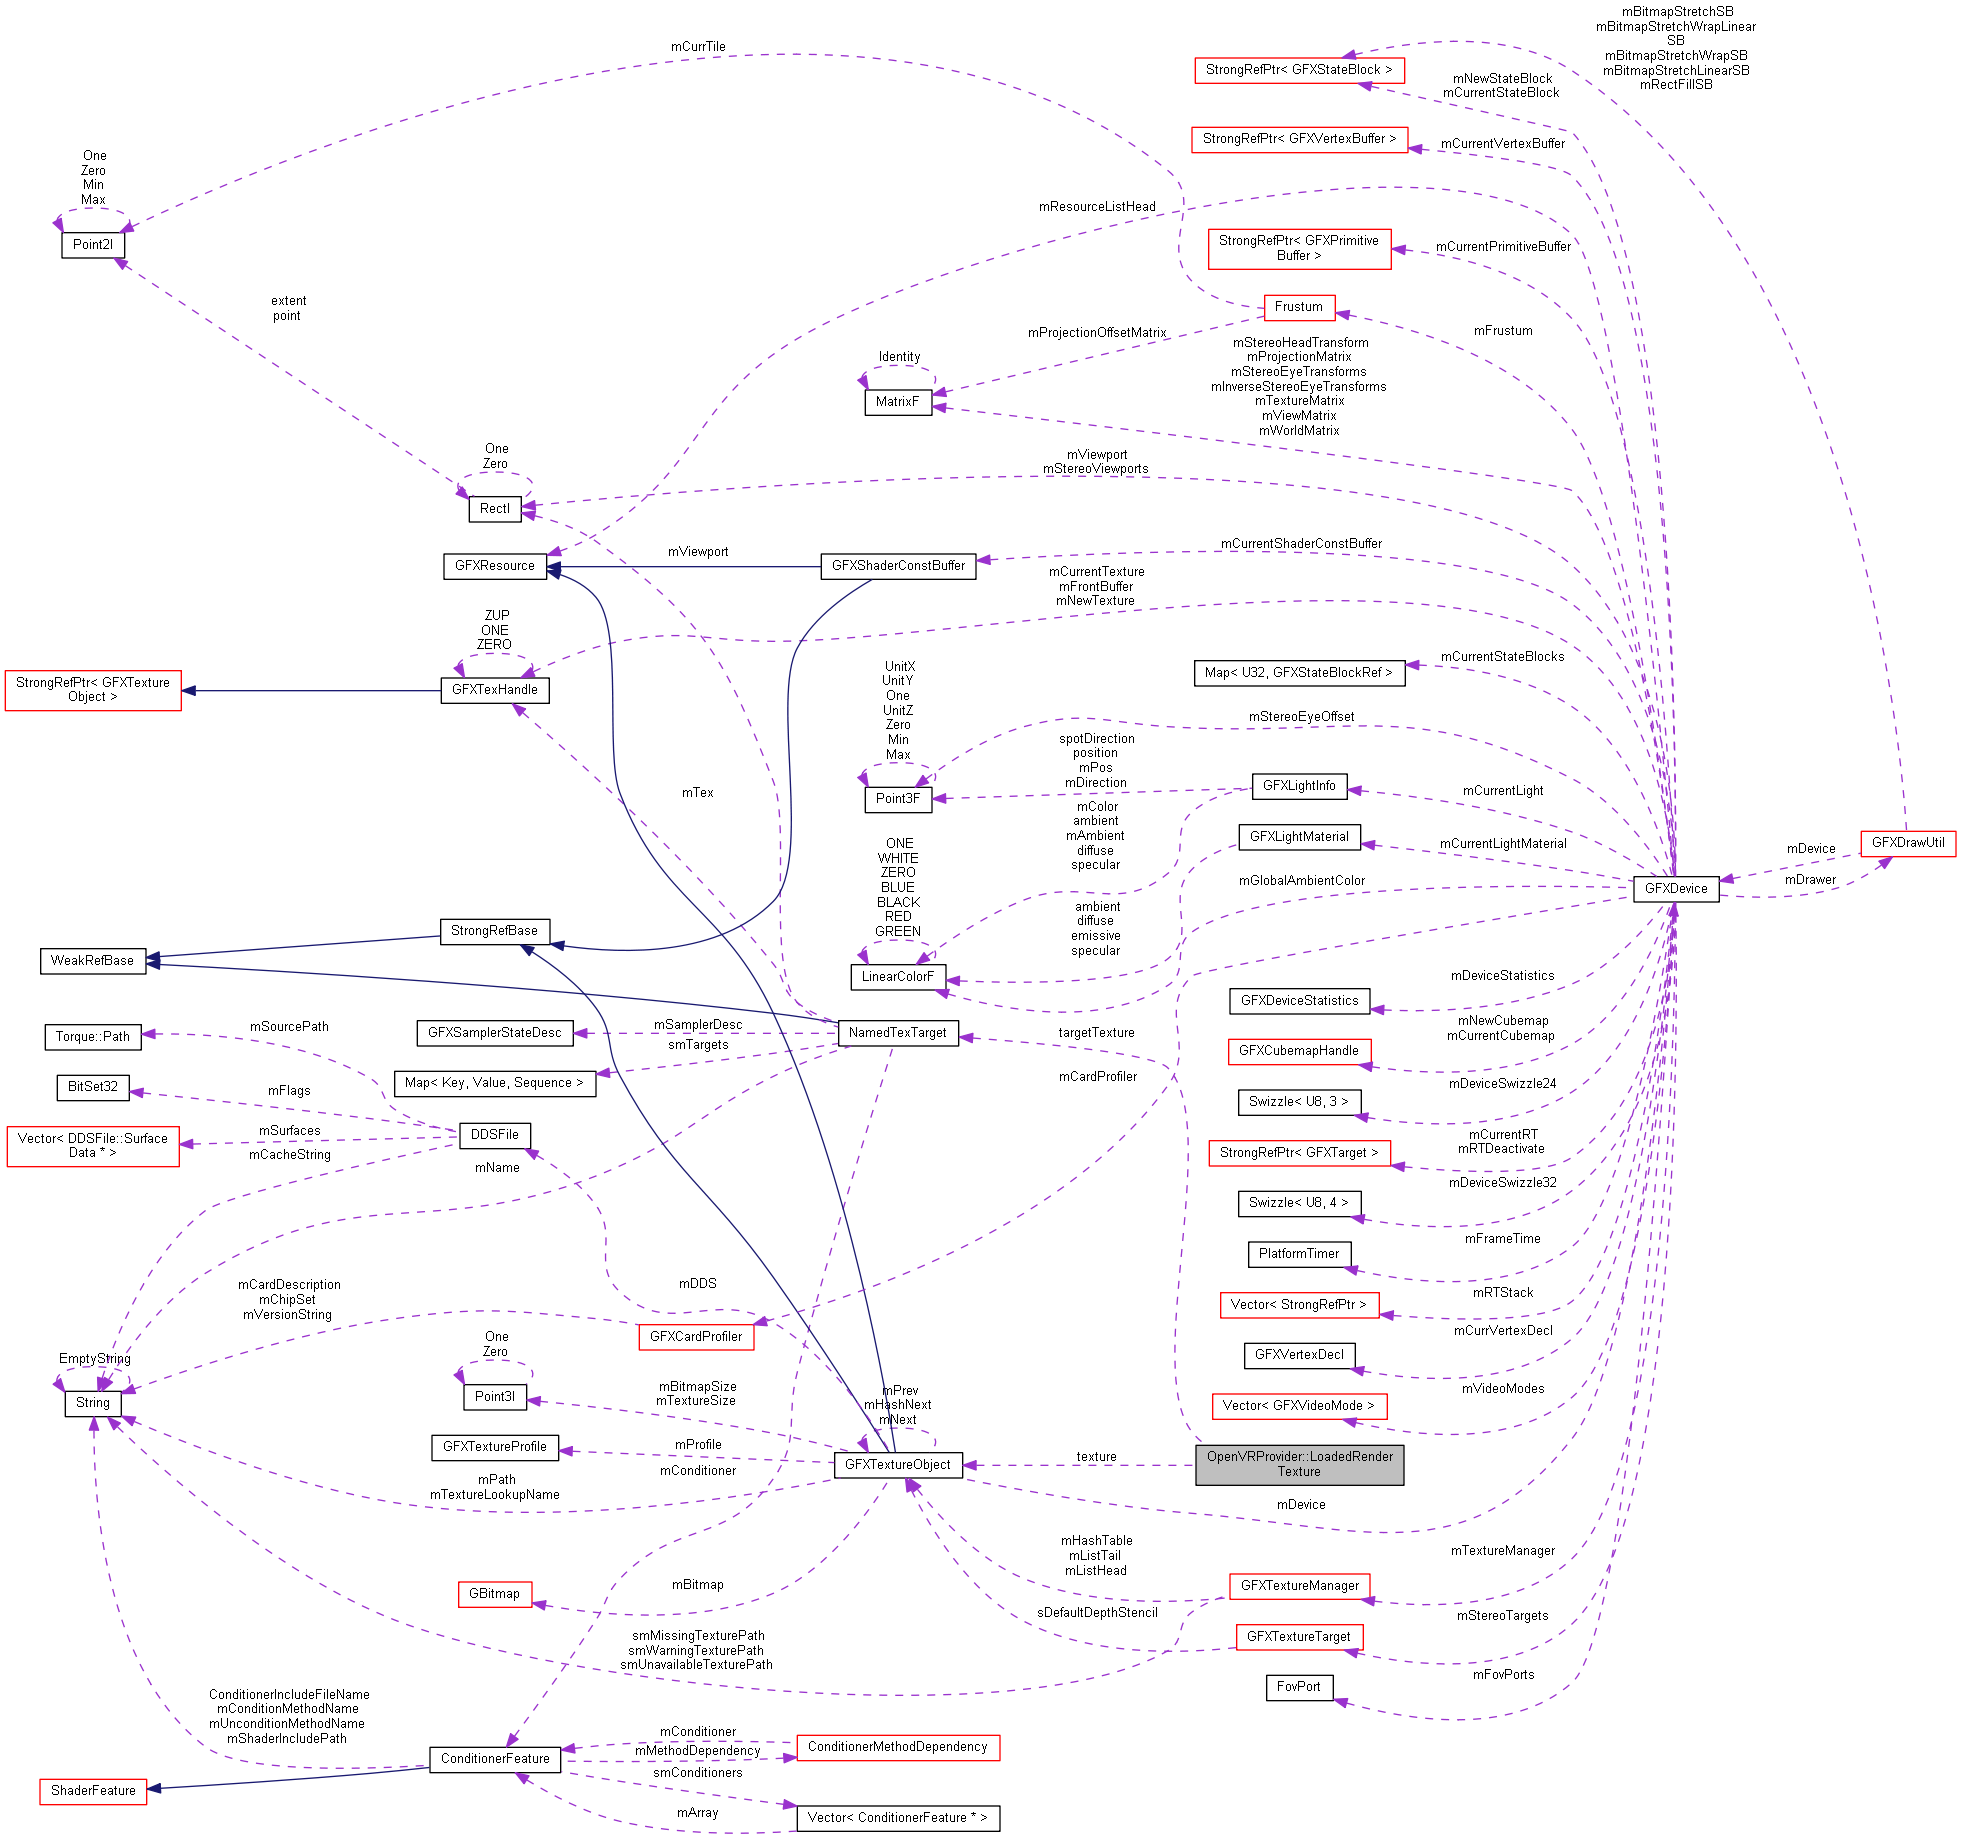 mBitmapStretchSB
mBitmapStretchWrapLinear
SB
mBitmapStretchWrapSB
mBitmapStretchLinearSB
mRectFillSB
mCurrTile
StrongRefPtr< GFXStateBlock >
mNewStateBlock
mCurrentStateBlock
StrongRefPtr< GFXVertexBuffer >
mCurrentVertexBuffer
One
Zero
Min
Max
Point2I
mResourceListHead
StrongRefPtr< GFXPrimitive
Buffer >
mCurrentPrimitiveBuffer
extent
point
Frustum
mFrustum
mProjectionOffsetMatrix
mStereoHeadTransform
mProjectionMatrix
mStereoEyeTransforms
mInverseStereoEyeTransforms
mTextureMatrix
mViewMatrix
mWorldMatrix
Identity
MatrixF
One
Zero
RectI
mViewport
mStereoViewports
GFXResource
mViewport
GFXShaderConstBuffer
mCurrentShaderConstBuffer
mCurrentTexture
mFrontBuffer
mNewTexture
ZUP
ONE
ZERO
StrongRefPtr< GFXTexture
Object >
GFXTexHandle
UnitX
UnitY
One
UnitZ
Zero
Min
Max
Point3F
Map< U32, GFXStateBlockRef >
mCurrentStateBlocks
mStereoEyeOffset
spotDirection
position
mPos
mDirection
GFXLightInfo
mCurrentLight
mTex
mColor
ambient
mAmbient
diffuse
specular
GFXLightMaterial
mCurrentLightMaterial
mDevice
GFXDrawUtil
mDrawer
GFXDevice
ONE
WHITE
ZERO
BLUE
BLACK
RED
GREEN
LinearColorF
mGlobalAmbientColor
ambient
diffuse
emissive
specular
StrongRefBase
WeakRefBase
mDeviceStatistics
GFXDeviceStatistics
Torque::Path
mSourcePath
GFXSamplerStateDesc
mSamplerDesc
smTargets
NamedTexTarget
targetTexture
mNewCubemap
mCurrentCubemap
GFXCubemapHandle
BitSet32
mFlags
Map< Key, Value, Sequence >
mCardProfiler
mDeviceSwizzle24
Swizzle< U8, 3 >
Vector< DDSFile::Surface
Data * >
mSurfaces
mCacheString
DDSFile
mName
StrongRefPtr< GFXTarget >
mCurrentRT
mRTDeactivate
mDeviceSwizzle32
Swizzle< U8, 4 >
mFrameTime
PlatformTimer
mCardDescription
mChipSet
mVersionString
mDDS
GFXCardProfiler
Vector< StrongRefPtr >
mRTStack
mCurrVertexDecl
GFXVertexDecl
EmptyString
String
One
Zero
Point3I
mBitmapSize
mTextureSize
mPrev
mHashNext
mNext
Vector< GFXVideoMode >
mVideoModes
GFXTextureProfile
mProfile
mConditioner
GFXTextureObject
texture
OpenVRProvider::LoadedRender
Texture
mPath
mTextureLookupName
mDevice
mHashTable
mListTail
mListHead
mTextureManager
GFXTextureManager
GBitmap
mBitmap
sDefaultDepthStencil
mStereoTargets
GFXTextureTarget
smMissingTexturePath
smWarningTexturePath
smUnavailableTexturePath
FovPort
mFovPorts
ConditionerIncludeFileName
mConditionMethodName
mUnconditionMethodName
mShaderIncludePath
mConditioner
mMethodDependency
ConditionerMethodDependency
ConditionerFeature
smConditioners
ShaderFeature
mArray
Vector< ConditionerFeature * >